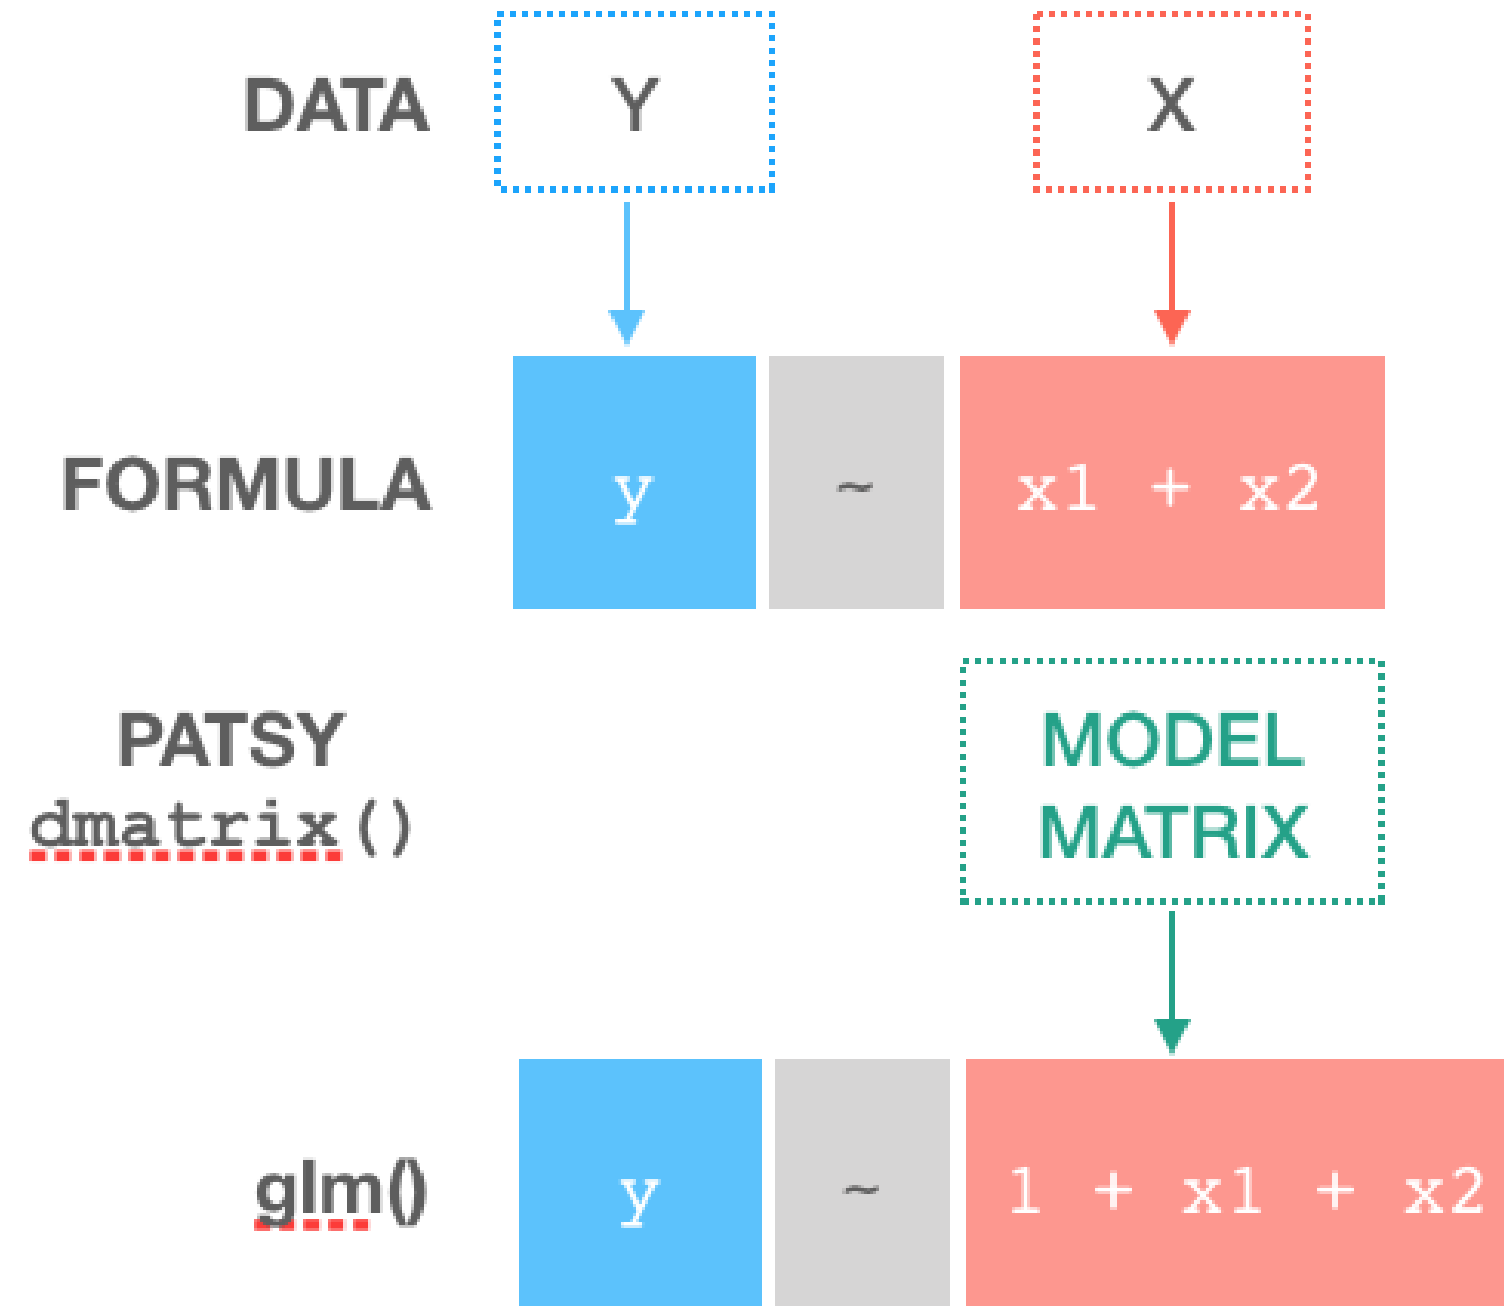 DATA Y X
FORMULA y ~ x1 + x2
PATSY
dmatrix()
MODEL
MATRIX
glm() y ~ 1 + x1 + x2